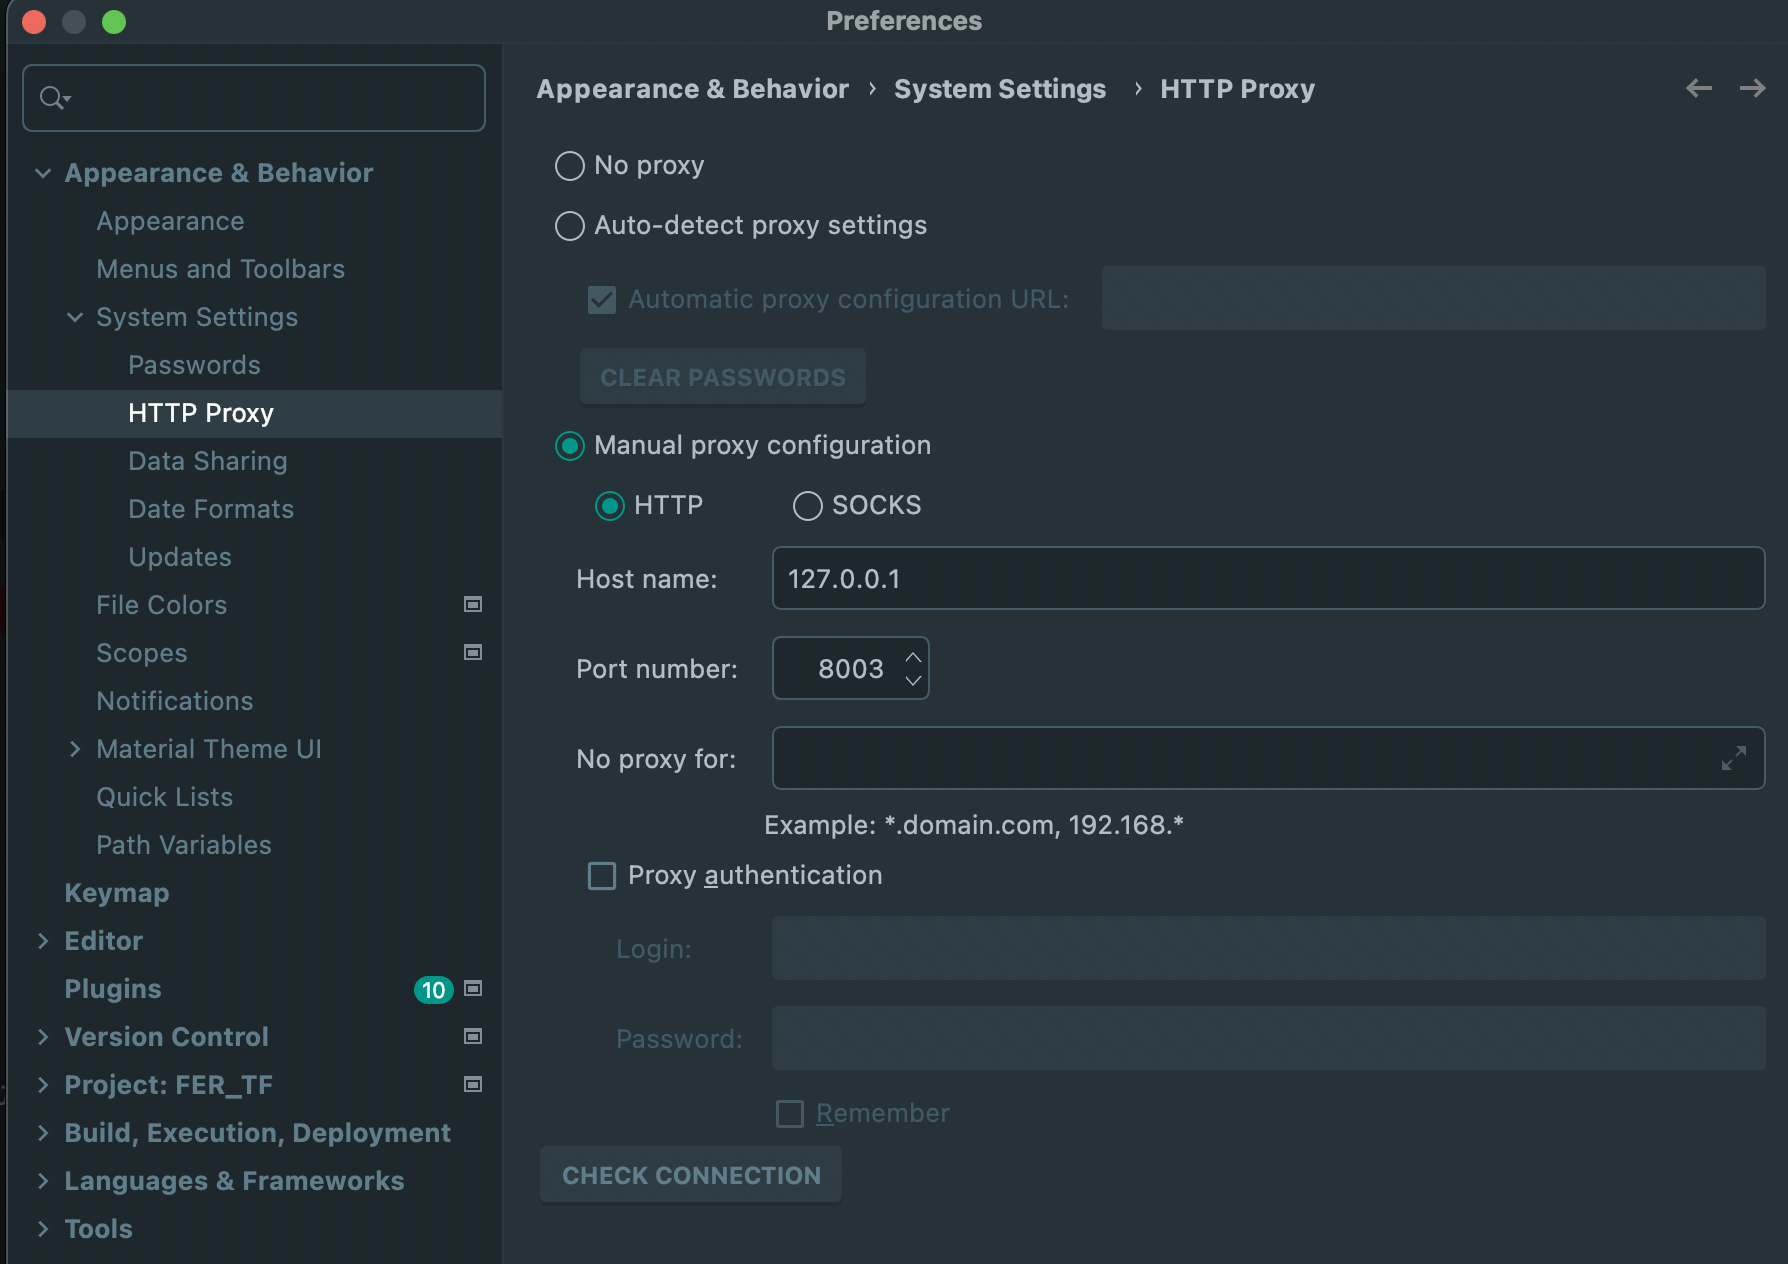 Preferences
Appearance & Behavior
Appearance
Menus and Toolbars
System Settings
Passwords
HTTP Proxy
Data Sharing
Date Formats
Updates
File Colors
Scopes
Notifications
Material Theme UI
Quick Lists
Path Variables
Keymap
Editor
Plugins 10
Version Control
Project: FER_TF
Build, Execution, Deployment
Languages & Frameworks
Tools
Appearance & Behavior › System Settings › HTTP Proxy
No proxy
Auto-detect proxy settings
Automatic proxy configuration URL:
CLEAR PASSWORDS
Manual proxy configuration
HTTP SOCKS
Host name: 127.0.0.1
Port number: 8003
No proxy for:
Example: *.domain.com, 192.168.*
Proxy authentication
Login:
Password:
Remember
CHECK CONNECTION